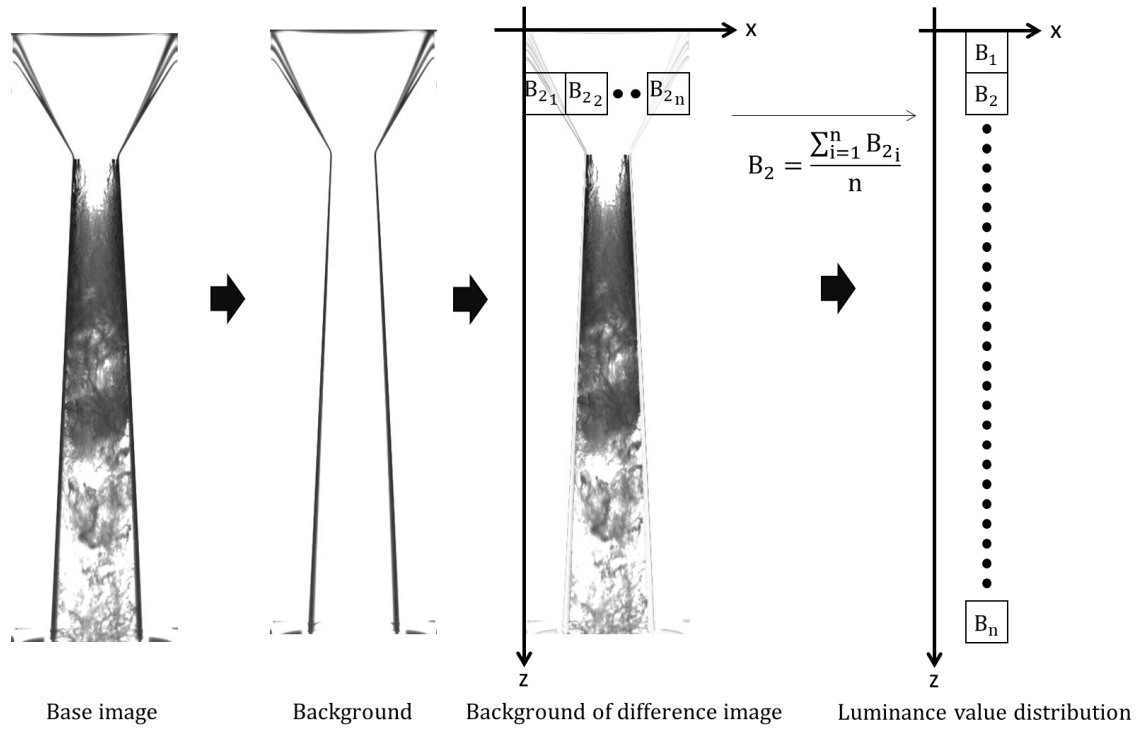 x
x
B₁
B₂₁ B₂₂ B₂ₙ
B₂
B₂ = ∑ⁿᵢ₌₁ B₂ᵢ / n
Bₙ
z
z
Base image
Background
Background of difference image
Luminance value distribution